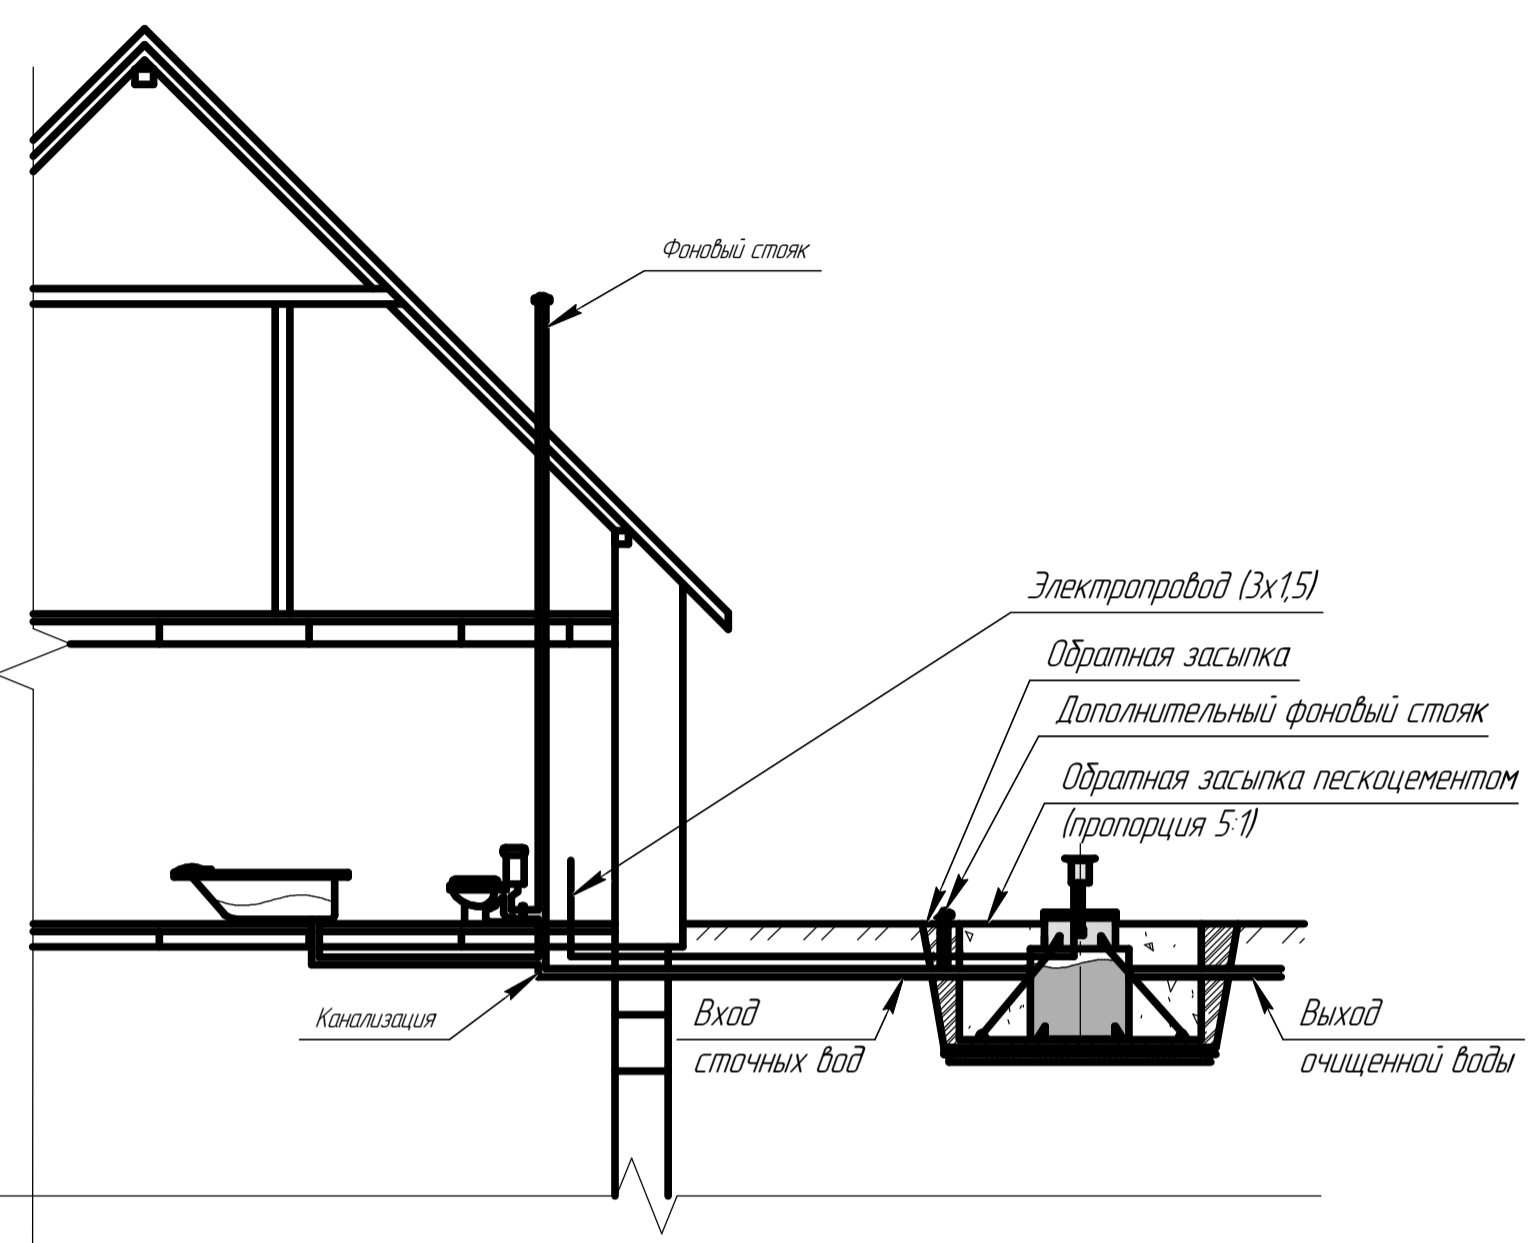 Фоновый стояк
Электропровод (3х1,5)
Обратная засыпка
Дополнительный фоновый стояк
Обратная засыпка пескоцементом
(пропорция 5:1)
Канализация
Вход
сточных вод
Выход
очищенной воды